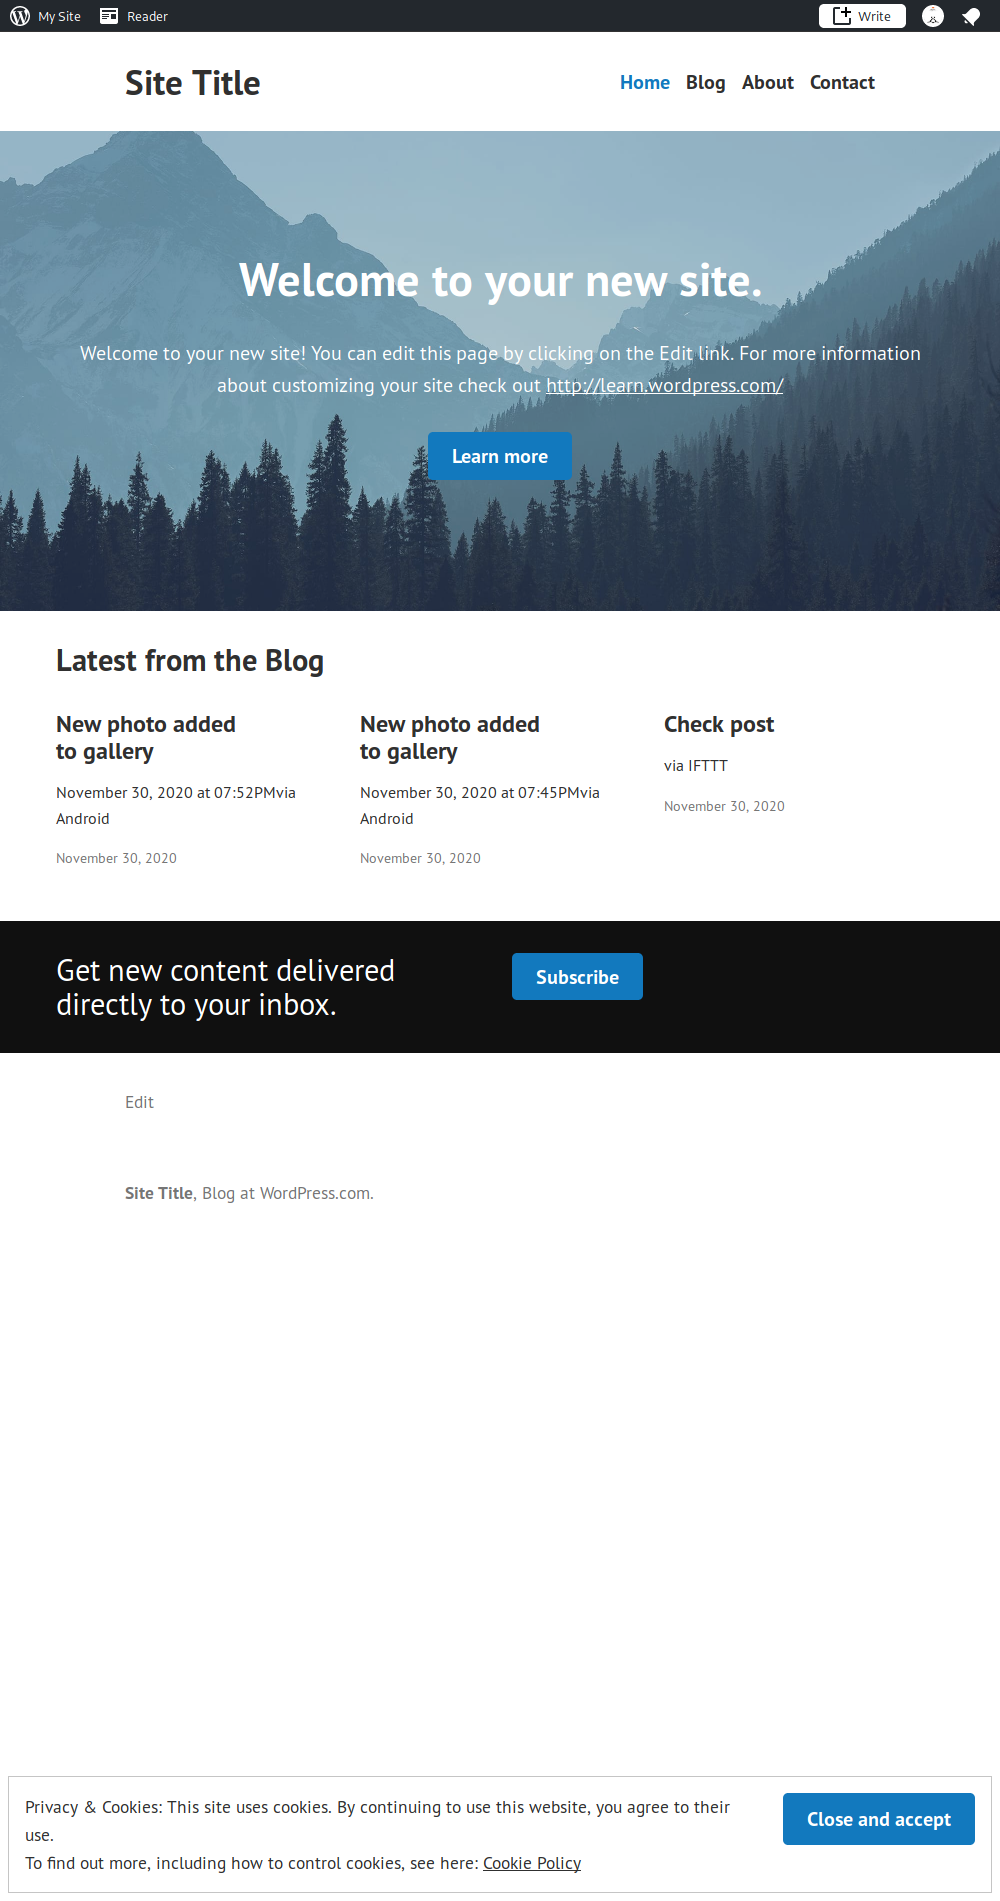 My Site Reader Write
Site Title
Home Blog About Contact
Welcome to your new site.
Welcome to your new site! You can edit this page by clicking on the Edit link. For more information
about customizing your site check out http://learn.wordpress.com/
Learn more
Latest from the Blog
New photo added
to gallery
November 30, 2020 at 07:52PMvia
Android
November 30, 2020
New photo added
to gallery
November 30, 2020 at 07:45PMvia
Android
November 30, 2020
Check post
via IFTTT
November 30, 2020
Get new content delivered
directly to your inbox.
Subscribe
Edit
Site Title, Blog at WordPress.com.
Privacy & Cookies: This site uses cookies. By continuing to use this website, you agree to their
use.
To find out more, including how to control cookies, see here: Cookie Policy
Close and accept